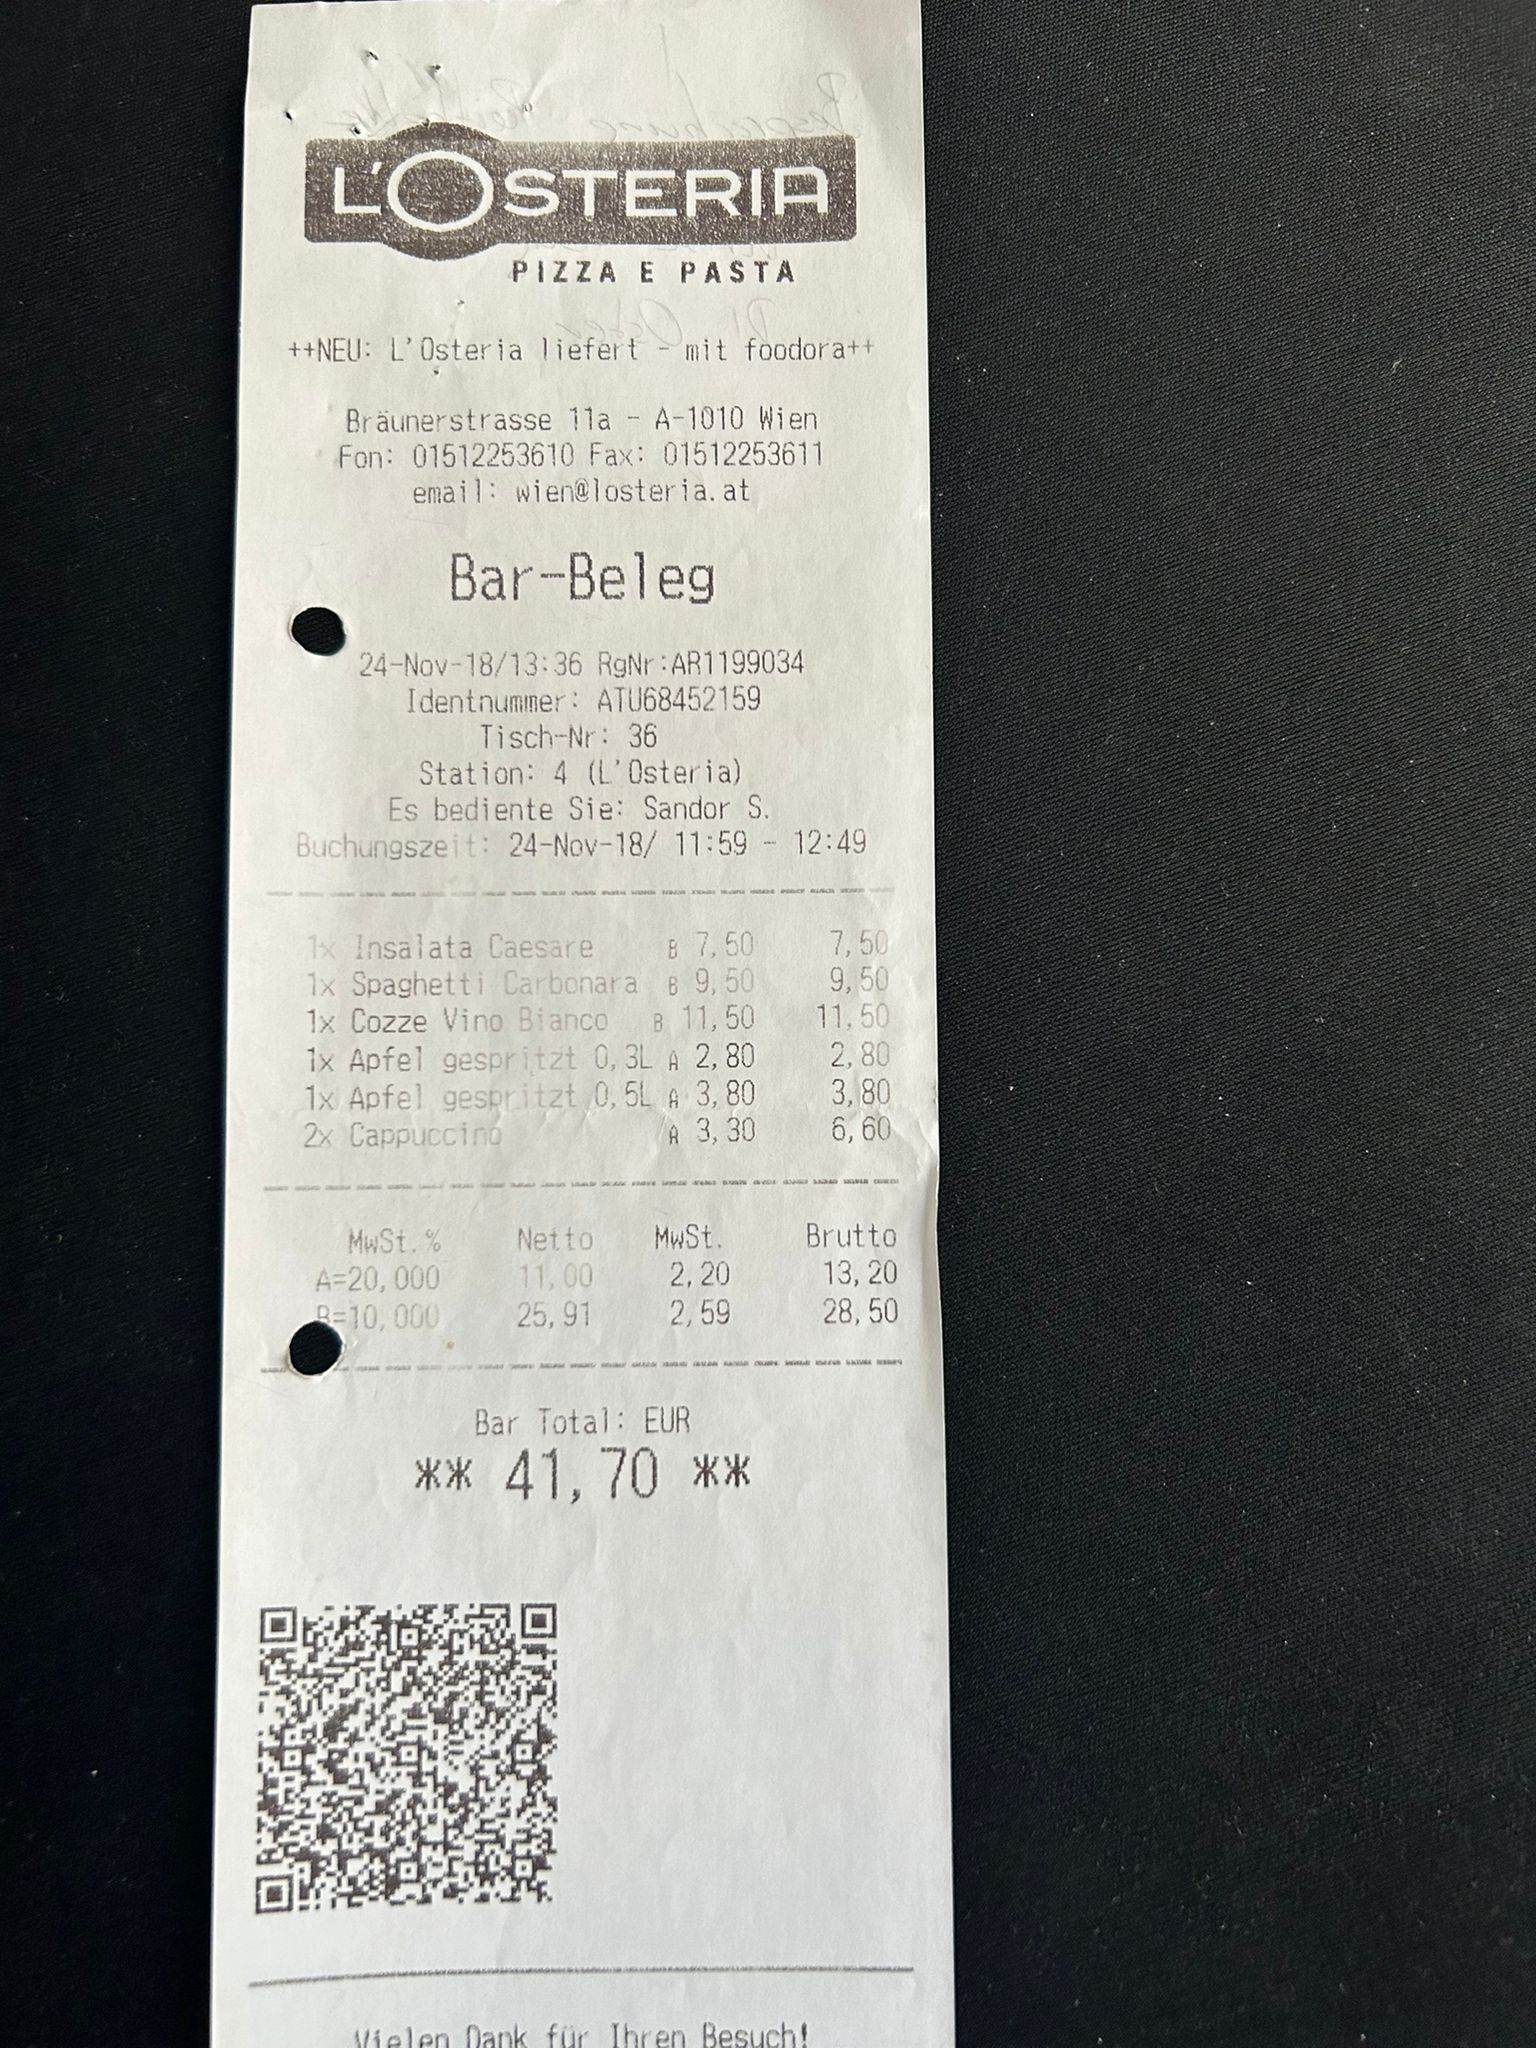 L'OSTERIA
PIZZA E PASTA
++NEU: L'Osteria liefert - mit foodora++
Bräunerstrasse 11a - A-1010 Wien
Fon: 01512253610 Fax: 01512253611
email: wien@losteria.at
Bar-Beleg
24-Nov-18/13:36 RgNr:AR1199034
Identnummer: ATU68452159
Tisch-Nr: 36
Station: 4 (L'Osteria)
Es bediente Sie: Sandor S.
Buchungszeit: 24-Nov-18/ 11:59 - 12:49
1x Insalata Caesare B 7,50 7,50
1x Spaghetti Carbonara B 9,50 9,50
1x Cozze Vino Bianco B 11,50 11,50
1x Apfel gespritzt 0,3L A 2,80 2,80
1x Apfel gespritzt 0,5L A 3,80 3,80
2x Cappuccino A 3,30 6,60
MwSt.% Netto MwSt. Brutto
A=20,000 11,00 2,20 13,20
B=10,000 25,91 2,59 28,50
Bar Total: EUR
** 41,70 **
Vielen Dank für Ihren Besuch!